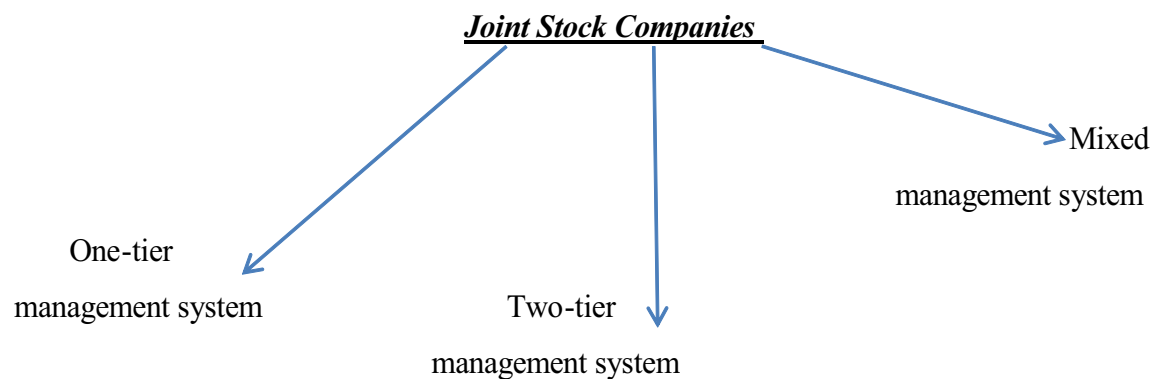 Joint Stock Companies
Mixed
management system
One-tier
management system
Two-tier
management system